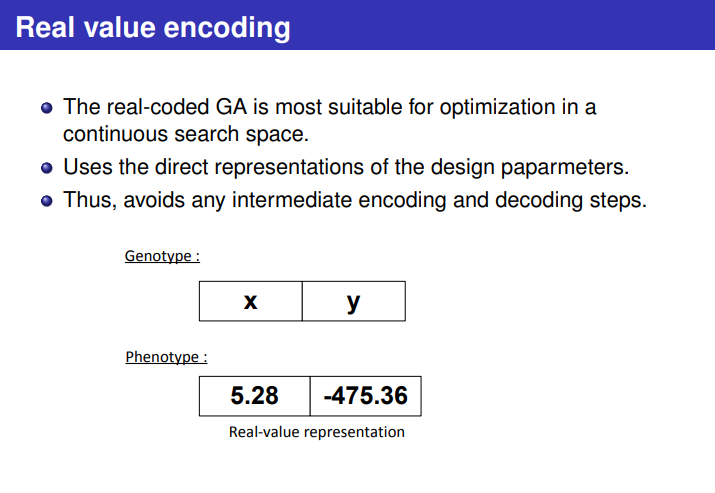 Real value encoding
The real-coded GA is most suitable for optimization in a
continuous search space.
Uses the direct representations of the design paparmeters.
Thus, avoids any intermediate encoding and decoding steps.
Genotype :
x y
Phenotype :
5.28 -475.36
Real-value representation